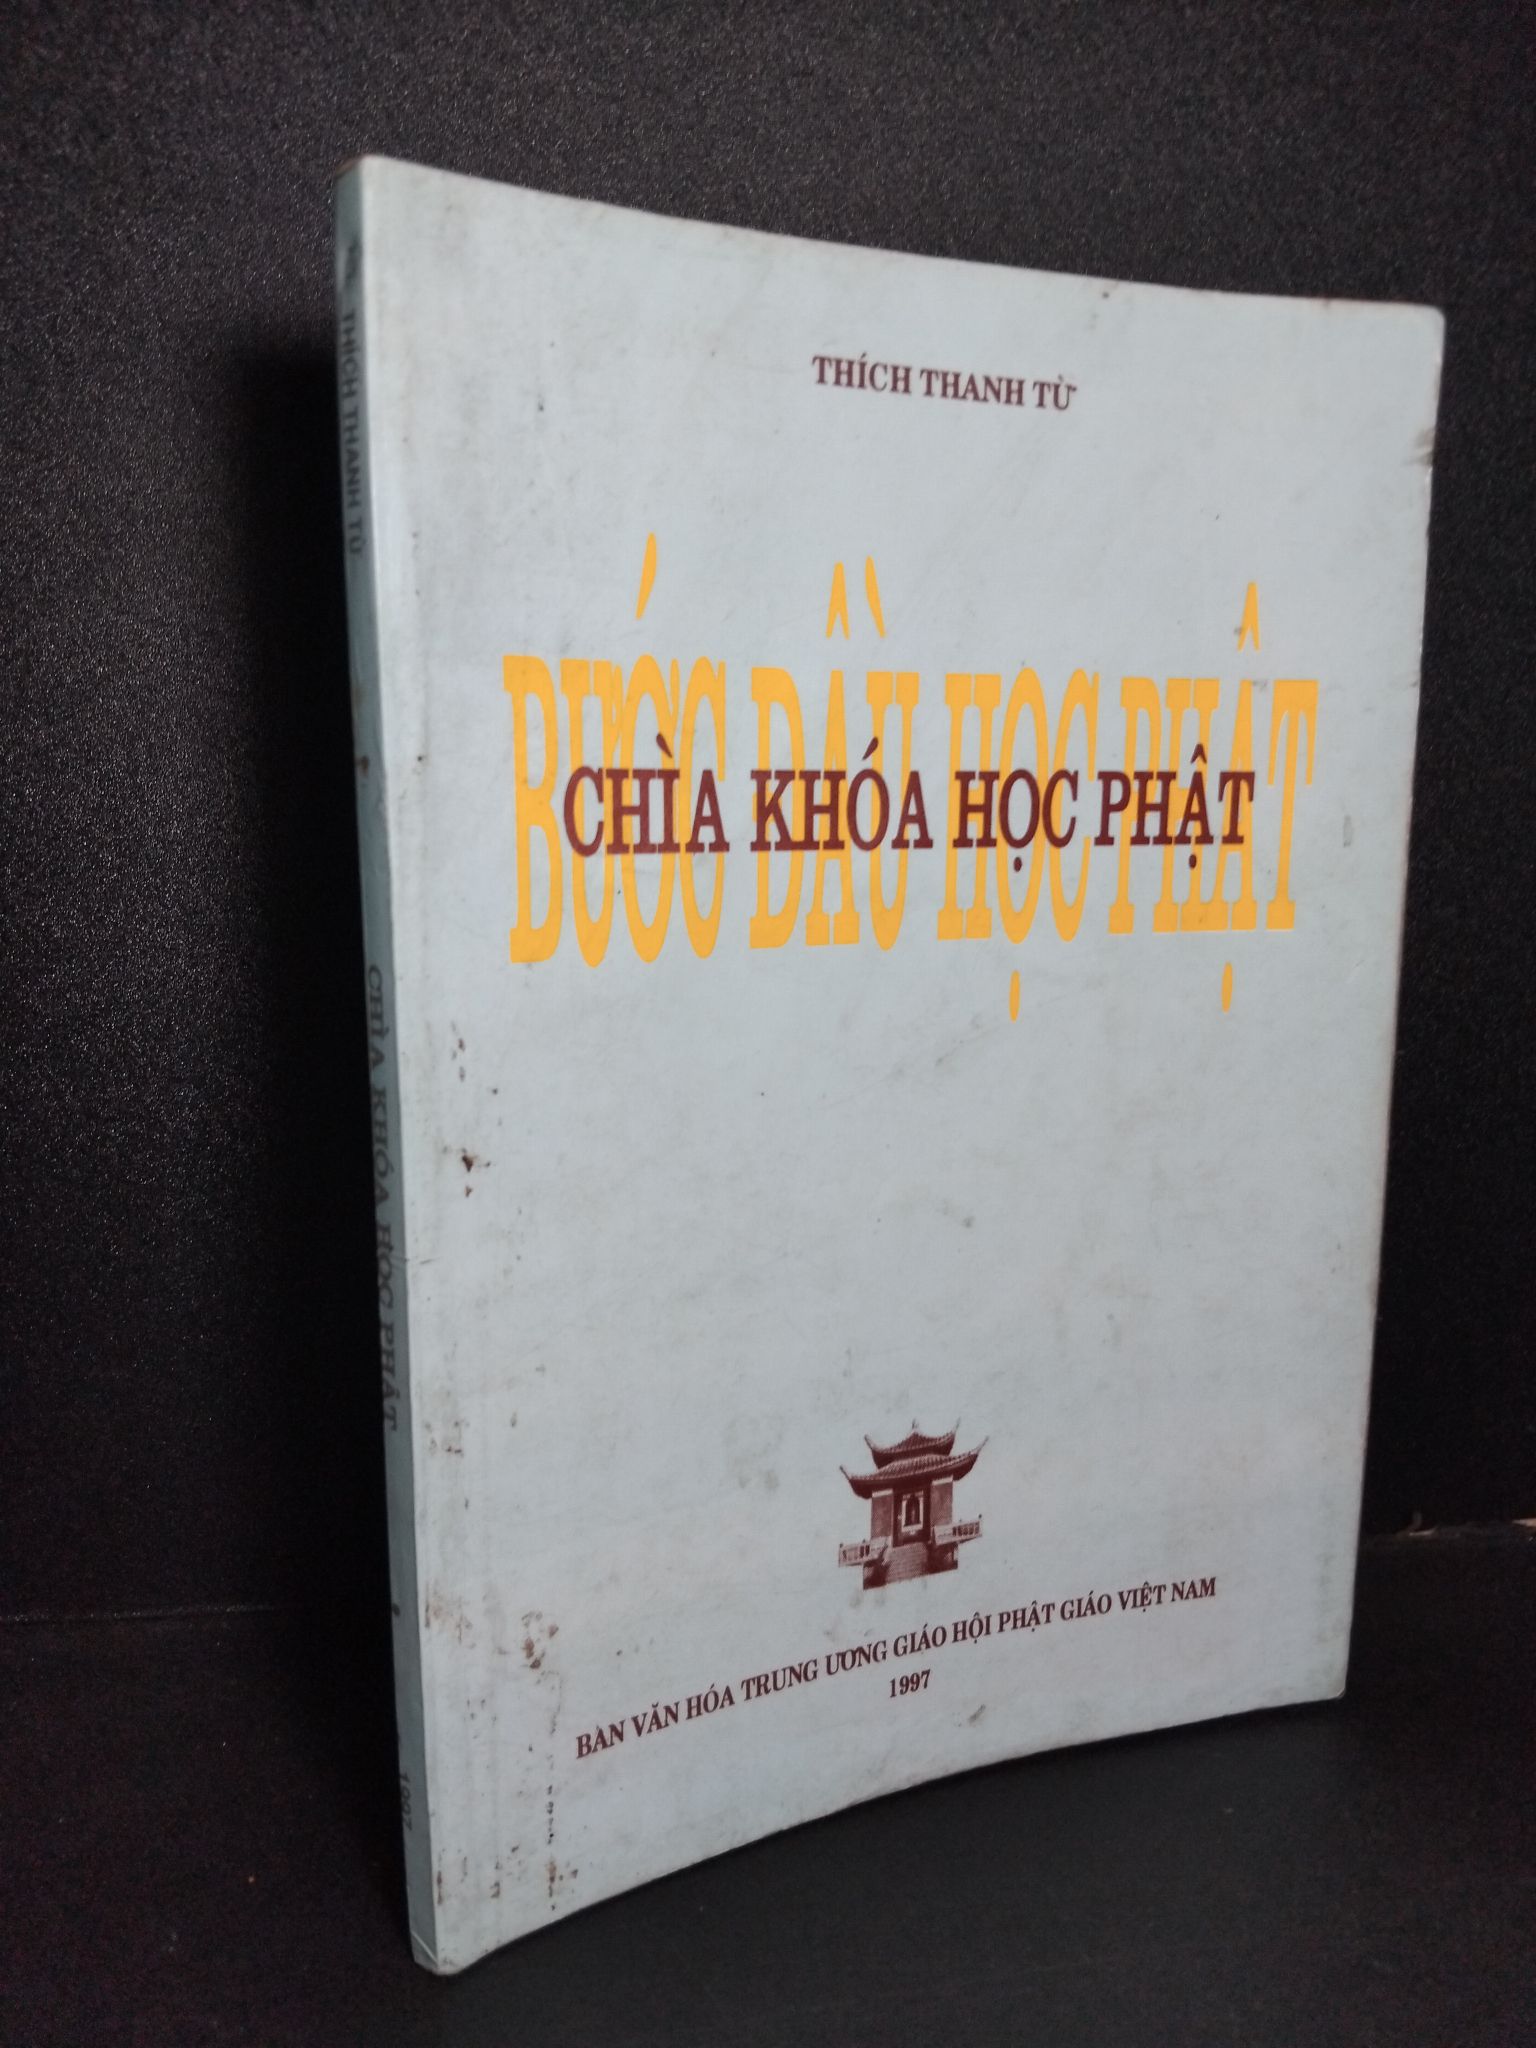 THÍCH THANH TỪ
BƯỚC ĐẦU HỌC PHẬT
CHÌA KHÓA HỌC PHẬT
BAN VĂN HÓA TRUNG ƯƠNG GIÁO HỘI PHẬT GIÁO VIỆT NAM
1997
THÍCH THANH TỪ
CHÌA KHÓA HỌC PHẬT
1997